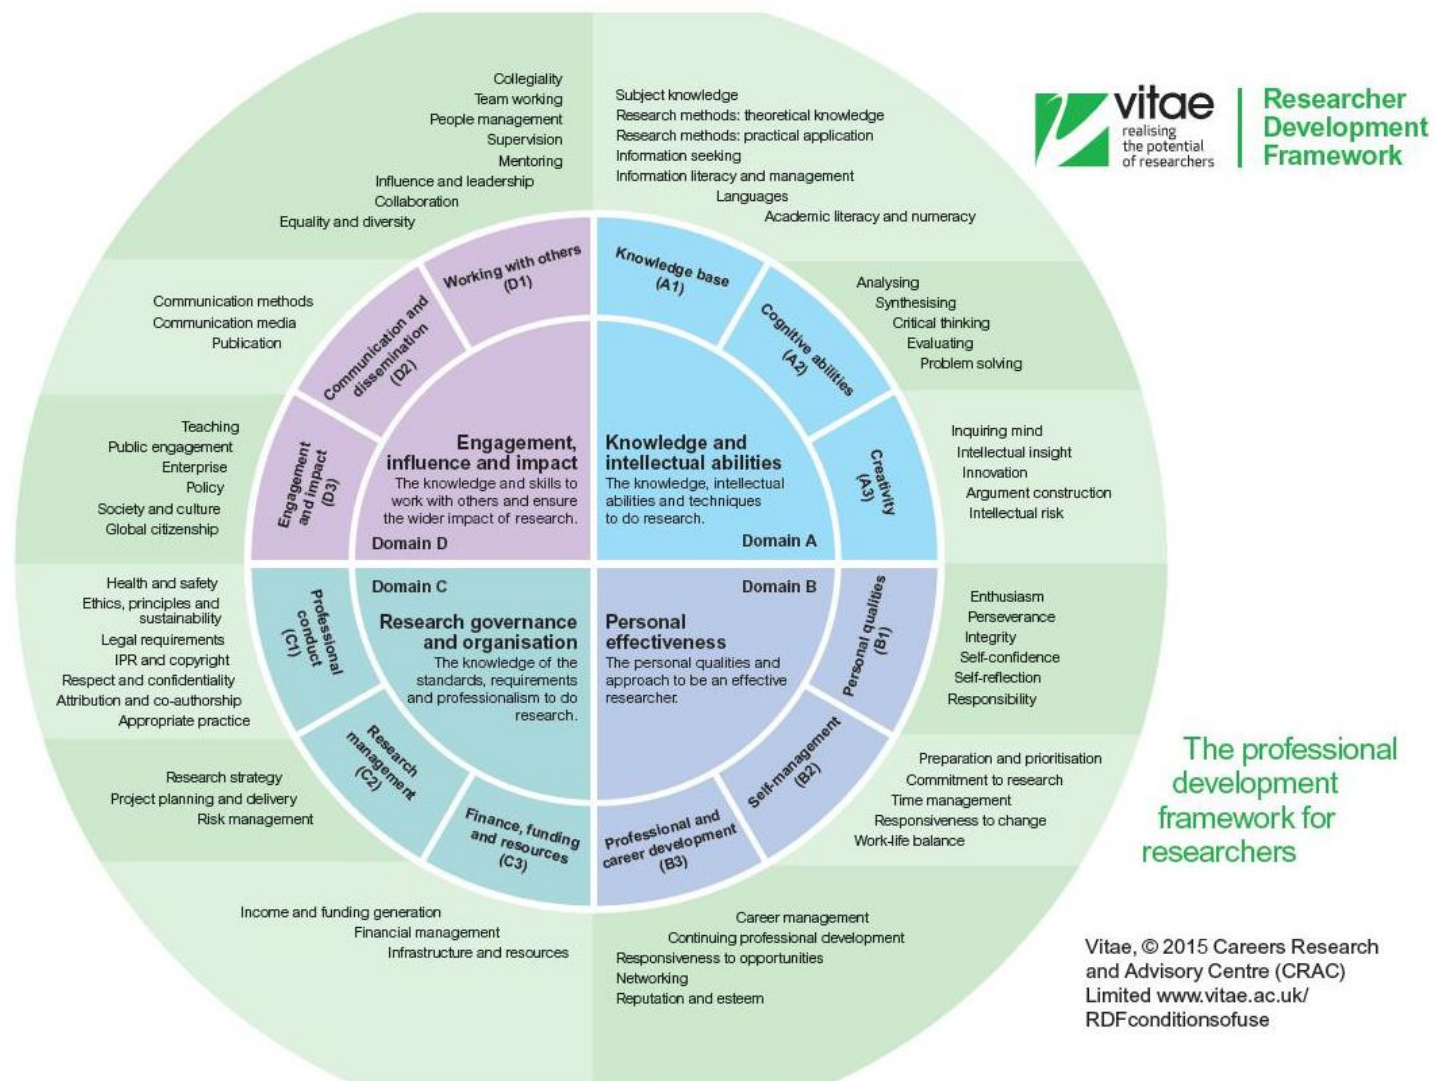 vitae
realising
the potential
of researchers
Researcher
Development
Framework
Collegiality
Team working
People management
Supervision
Mentoring
Influence and leadership
Collaboration
Equality and diversity
Subject knowledge
Research methods: theoretical knowledge
Research methods: practical application
Information seeking
Information literacy and management
Languages
Academic literacy and numeracy
Working with others
(D1)
Knowledge base
(A1)
Communication methods
Communication media
Publication
Communication and
dissemination
(D2)
Cognitive abilities
(A2)
Analysing
Synthesising
Critical thinking
Evaluating
Problem solving
Teaching
Public engagement
Enterprise
Policy
Society and culture
Global citizenship
Engagement
and impact
(D3)
Engagement,
influence and impact
The knowledge and skills to
work with others and ensure
the wider impact of research.
Domain D
Knowledge and
intellectual abilities
The knowledge, intellectual
abilities and techniques
to do research.
Domain A
Creativity
(A3)
Inquiring mind
Intellectual insight
Innovation
Argument construction
Intellectual risk
Health and safety
Ethics, principles and
sustainability
Legal requirements
IPR and copyright
Respect and confidentiality
Attribution and co-authorship
Appropriate practice
Professional
conduct
(C1)
Domain C
Research governance
and organisation
The knowledge of the
standards, requirements
and professionalism to do
research.
Domain B
Personal
effectiveness
The personal qualities and
approach to be an effective
researcher.
Personal qualities
(B1)
Enthusiasm
Perseverance
Integrity
Self-confidence
Self-reflection
Responsibility
Research strategy
Project planning and delivery
Risk management
Research
management
(C2)
Self-management
(B2)
Preparation and prioritisation
Commitment to research
Time management
Responsiveness to change
Work-life balance
Finance, funding
and resources
(C3)
Professional and
career development
(B3)
Income and funding generation
Financial management
Infrastructure and resources
Career management
Continuing professional development
Responsiveness to opportunities
Networking
Reputation and esteem
The professional
development
framework for
researchers
Vitae, © 2015 Careers Research
and Advisory Centre (CRAC)
Limited www.vitae.ac.uk/
RDFconditionsofuse